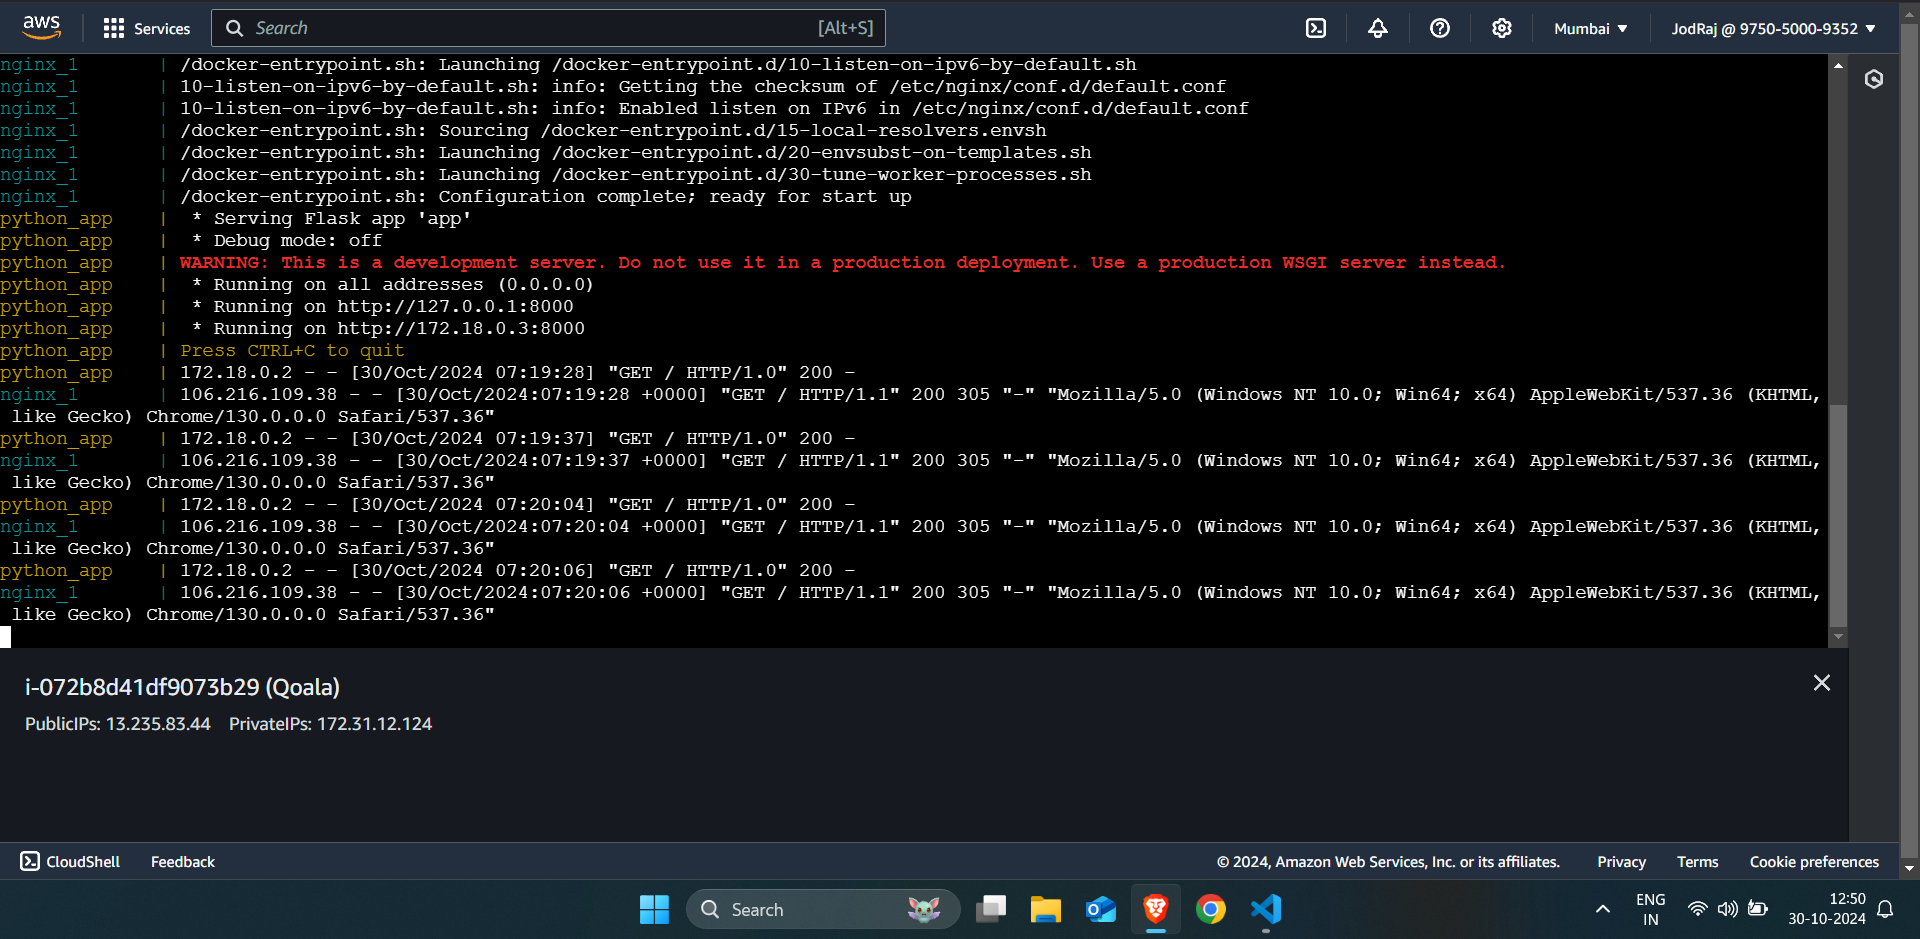 aws
Services
Search [Alt+S]
Mumbai ▼
JodRaj @ 9750-5000-9352 ▼
nginx_1 | /docker-entrypoint.sh: Launching /docker-entrypoint.d/10-listen-on-ipv6-by-default.sh
nginx_1 | 10-listen-on-ipv6-by-default.sh: info: Getting the checksum of /etc/nginx/conf.d/default.conf
nginx_1 | 10-listen-on-ipv6-by-default.sh: info: Enabled listen on IPv6 in /etc/nginx/conf.d/default.conf
nginx_1 | /docker-entrypoint.sh: Sourcing /docker-entrypoint.d/15-local-resolvers.envsh
nginx_1 | /docker-entrypoint.sh: Launching /docker-entrypoint.d/20-envsubst-on-templates.sh
nginx_1 | /docker-entrypoint.sh: Launching /docker-entrypoint.d/30-tune-worker-processes.sh
nginx_1 | /docker-entrypoint.sh: Configuration complete; ready for start up
python_app | * Serving Flask app 'app'
python_app | * Debug mode: off
python_app | WARNING: This is a development server. Do not use it in a production deployment. Use a production WSGI server instead.
python_app | * Running on all addresses (0.0.0.0)
python_app | * Running on http://127.0.0.1:8000
python_app | * Running on http://172.18.0.3:8000
python_app | Press CTRL+C to quit
python_app | 172.18.0.2 - - [30/Oct/2024 07:19:28] "GET / HTTP/1.0" 200 -
nginx_1 | 106.216.109.38 - - [30/Oct/2024:07:19:28 +0000] "GET / HTTP/1.1" 200 305 "-" "Mozilla/5.0 (Windows NT 10.0; Win64; x64) AppleWebKit/537.36 (KHTML,
like Gecko) Chrome/130.0.0.0 Safari/537.36"
python_app | 172.18.0.2 - - [30/Oct/2024 07:19:37] "GET / HTTP/1.0" 200 -
nginx_1 | 106.216.109.38 - - [30/Oct/2024:07:19:37 +0000] "GET / HTTP/1.1" 200 305 "-" "Mozilla/5.0 (Windows NT 10.0; Win64; x64) AppleWebKit/537.36 (KHTML,
like Gecko) Chrome/130.0.0.0 Safari/537.36"
python_app | 172.18.0.2 - - [30/Oct/2024 07:20:04] "GET / HTTP/1.0" 200 -
nginx_1 | 106.216.109.38 - - [30/Oct/2024:07:20:04 +0000] "GET / HTTP/1.1" 200 305 "-" "Mozilla/5.0 (Windows NT 10.0; Win64; x64) AppleWebKit/537.36 (KHTML,
like Gecko) Chrome/130.0.0.0 Safari/537.36"
python_app | 172.18.0.2 - - [30/Oct/2024 07:20:06] "GET / HTTP/1.0" 200 -
nginx_1 | 106.216.109.38 - - [30/Oct/2024:07:20:06 +0000] "GET / HTTP/1.1" 200 305 "-" "Mozilla/5.0 (Windows NT 10.0; Win64; x64) AppleWebKit/537.36 (KHTML,
like Gecko) Chrome/130.0.0.0 Safari/537.36"
i-072b8d41df9073b29 (Qoala)
PublicIPs: 13.235.83.44 PrivateIPs: 172.31.12.124
CloudShell Feedback © 2024, Amazon Web Services, Inc. or its affiliates. Privacy Terms Cookie preferences
Search
ENG
IN
12:50
30-10-2024